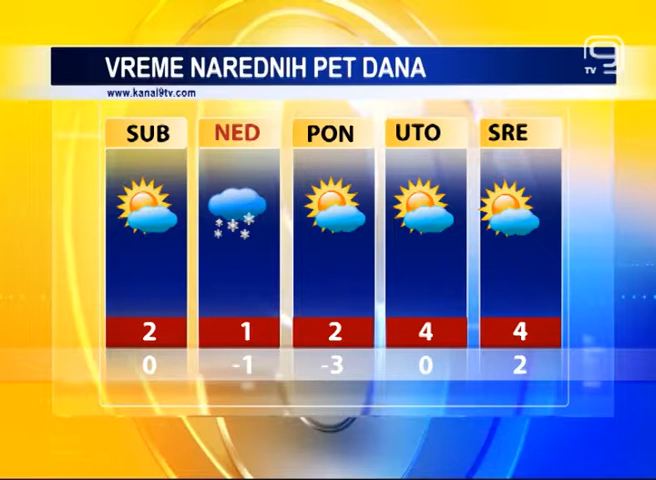 VREME NAREDNIH PET DANA
9
TV
www.kanal9tv.com
SUB NED PON UTO SRE
2 1 2 4 4
0 -1 -3 0 2